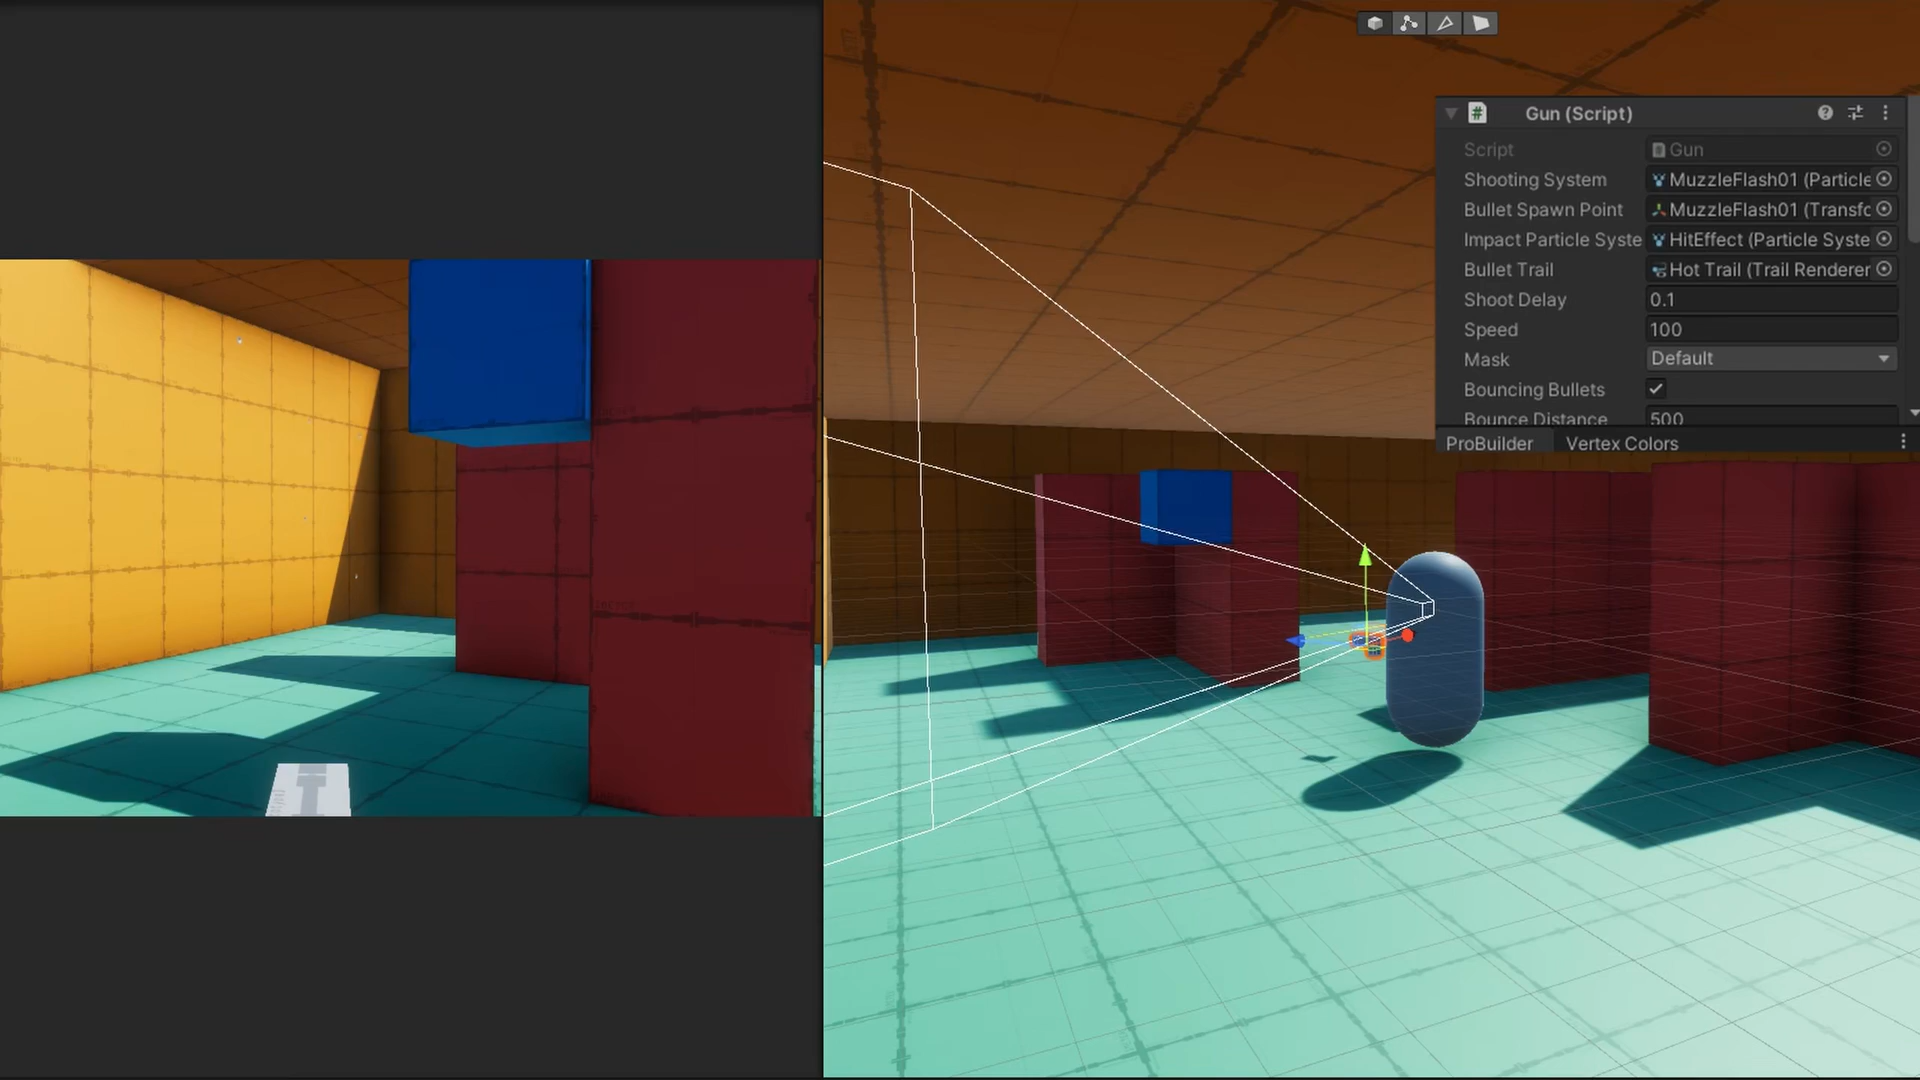 Gun (Script)
Script
Gun
Shooting System
MuzzleFlash01 (Particle
Bullet Spawn Point
MuzzleFlash01 (Transfo
Impact Particle Syste
HitEffect (Particle Syste
Bullet Trail
Hot Trail (Trail Renderer
Shoot Delay
0.1
Speed
100
Mask
Default
Bouncing Bullets
Bounce Distance
500
ProBuilder
Vertex Colors